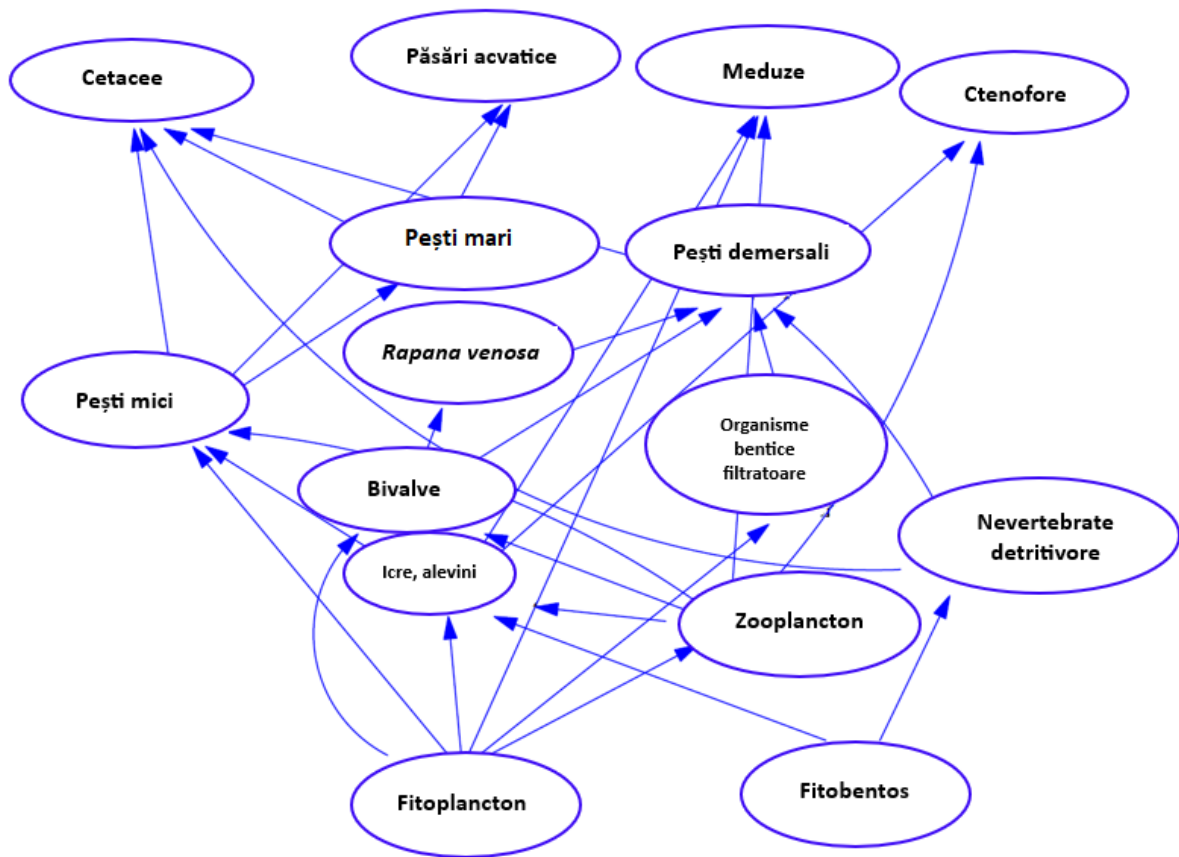 Cetacee
Păsări acvatice
Meduze
Ctenofore
Pești mari
Pești demersali
Rapana venosa
Pești mici
Organisme
bentice
filtratoare
Bivalve
Nevertebrate
detritivore
Icre, alevini
Zooplancton
Fitoplancton
Fitobentos